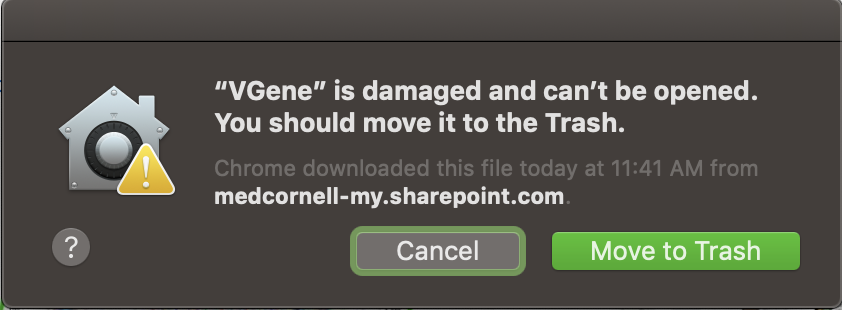 “VGene” is damaged and can’t be opened.
You should move it to the Trash.
Chrome downloaded this file today at 11:41 AM from
medcornell-my.sharepoint.com.
?
Cancel
Move to Trash